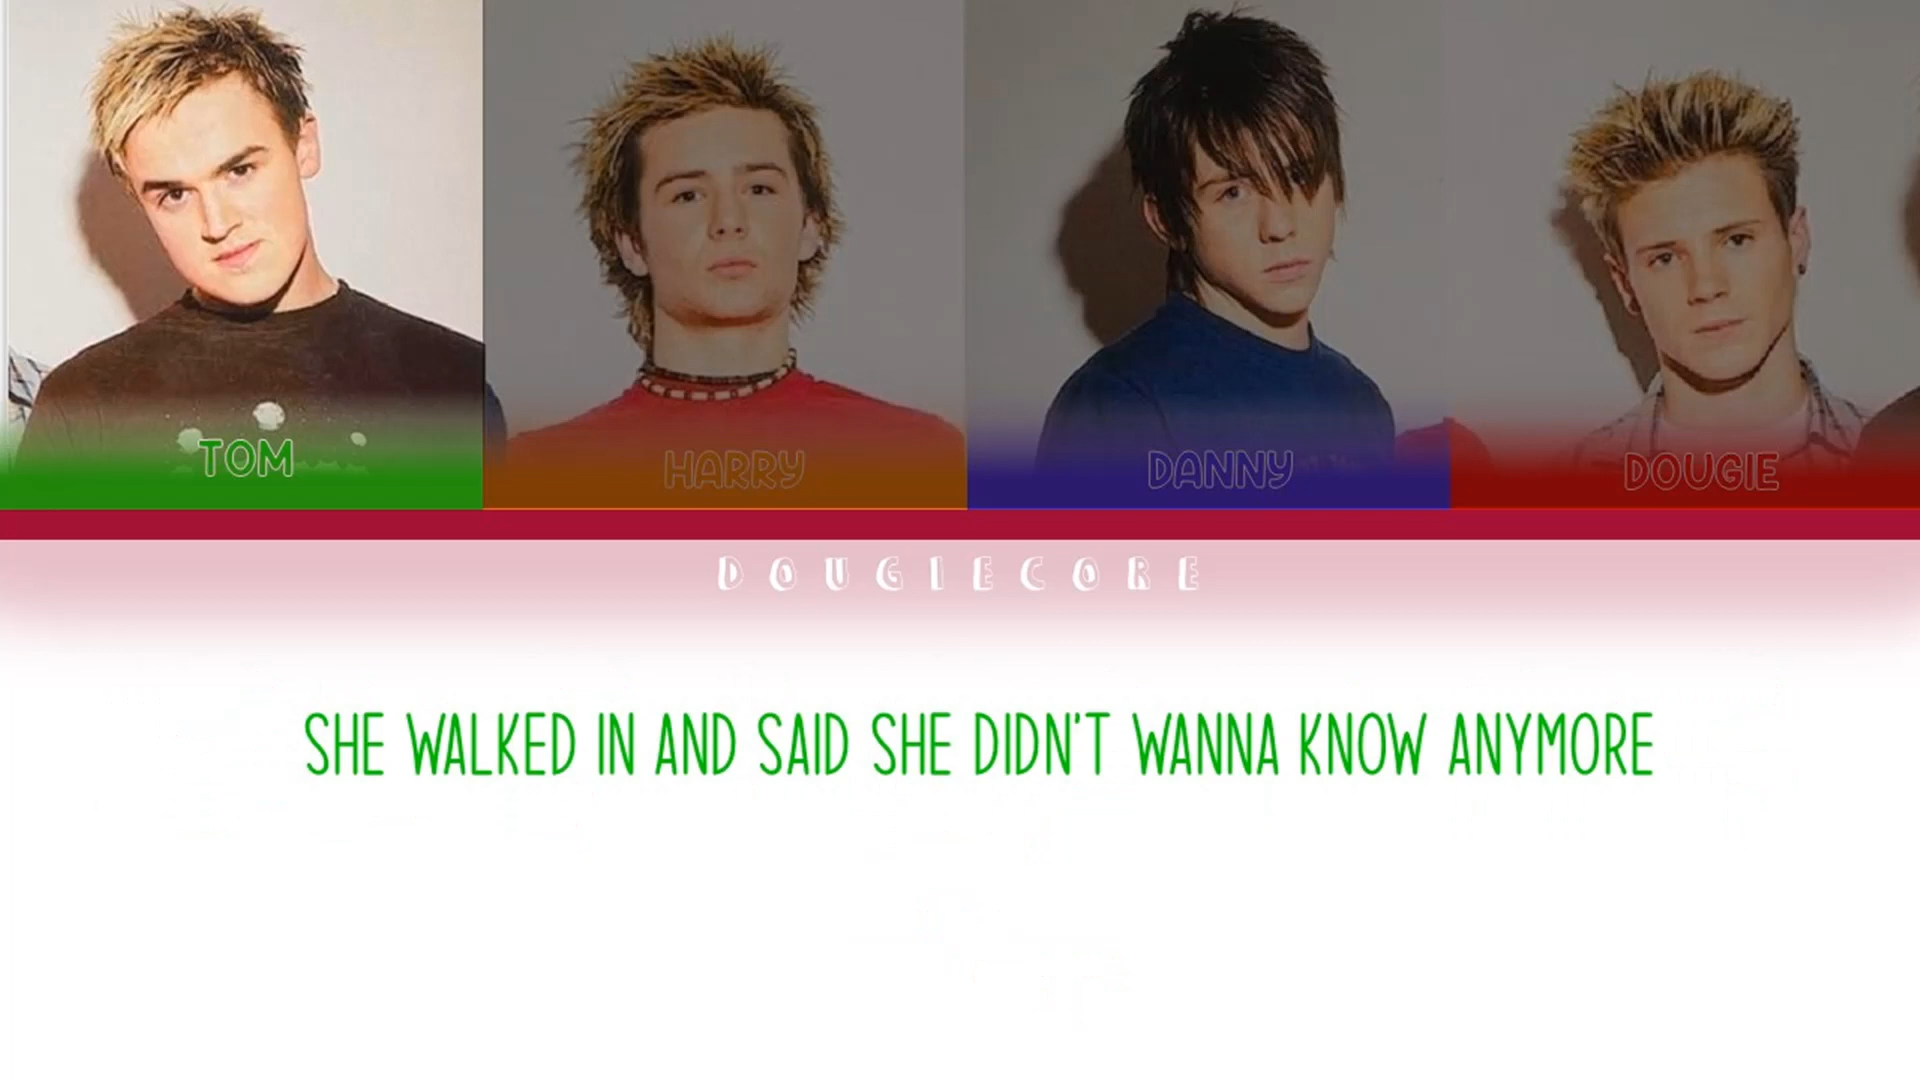 TOM
HARRY
DANNY
DOUGIE
DOUGIECORE
SHE WALKED IN AND SAID SHE DIDN'T WANNA KNOW ANYMORE